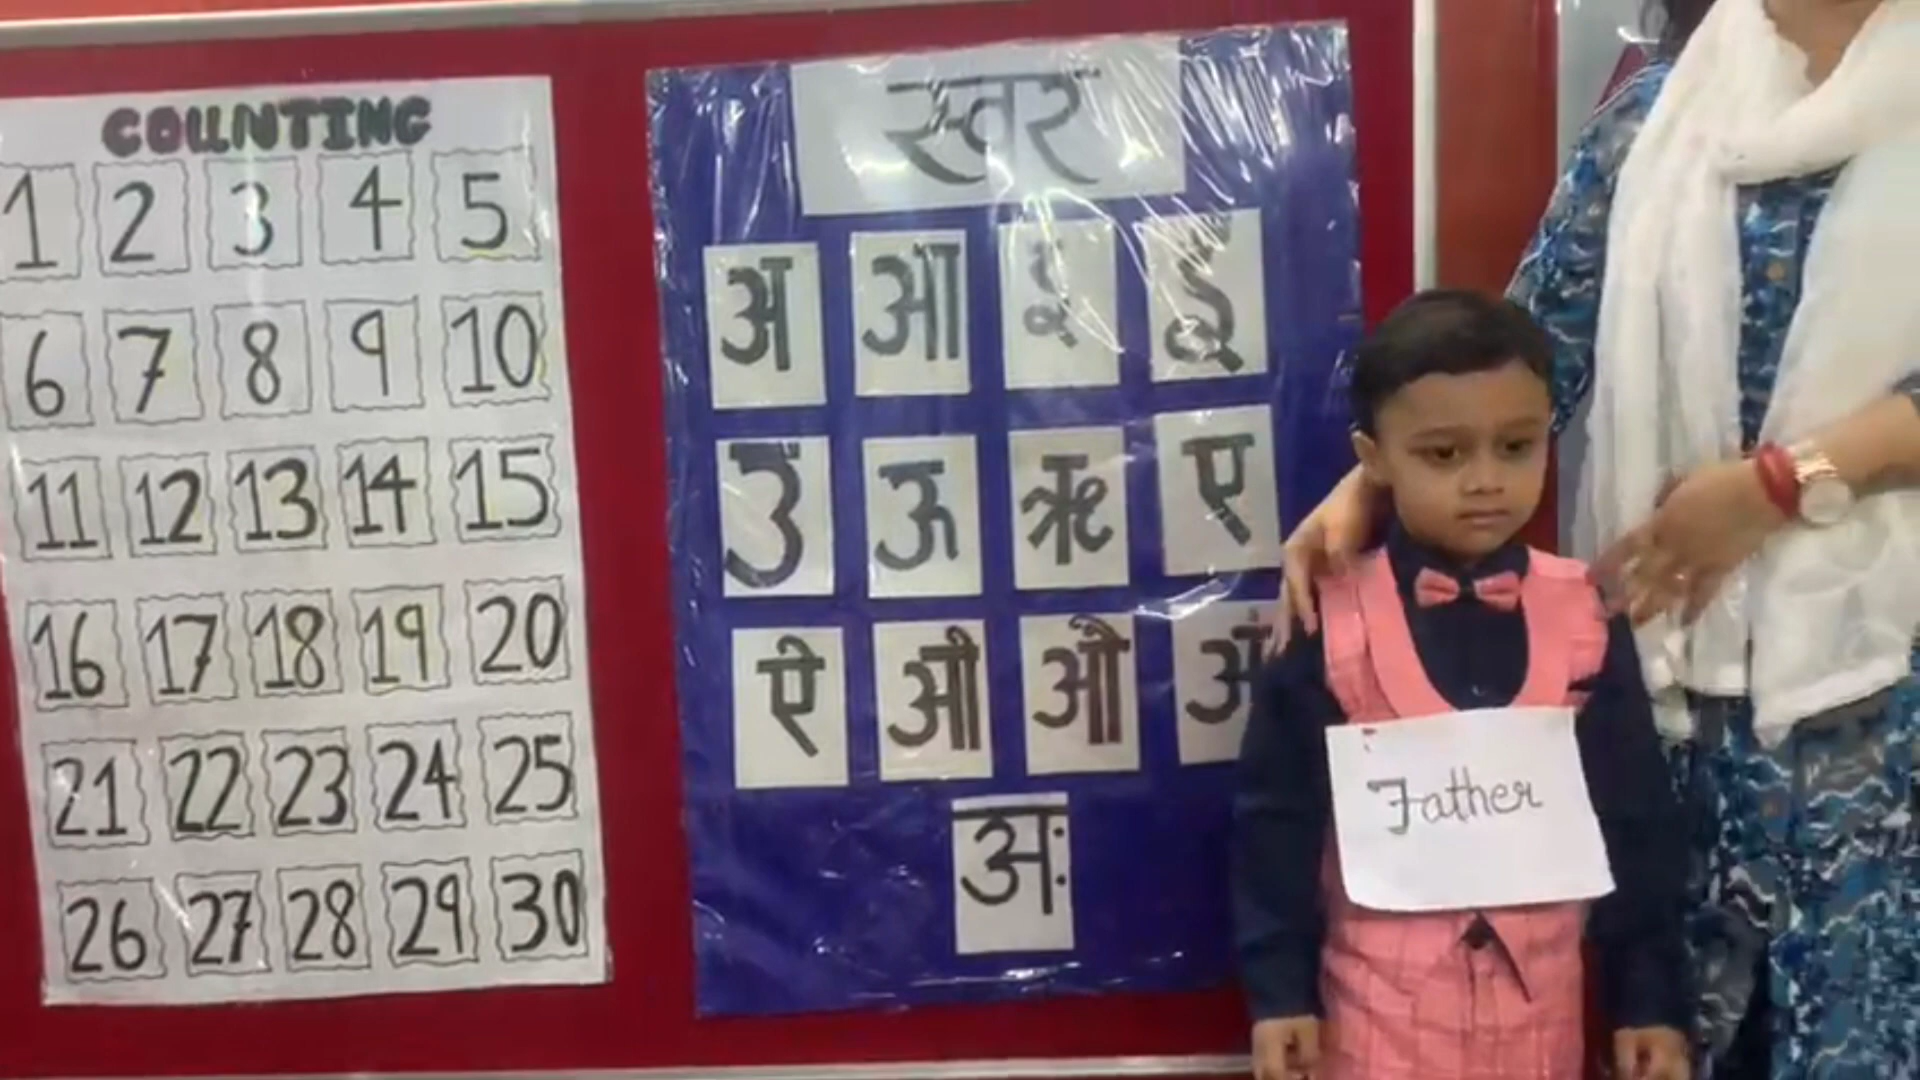 COUNTING
1 2 3 4 5
6 7 8 9 10
11 12 13 14 15
16 17 18 19 20
21 22 23 24 25
26 27 28 29 30
स्वर
अ आ इ ई
उ ऊ ऋ ए
ऐ ओ औ अं
अः
Father